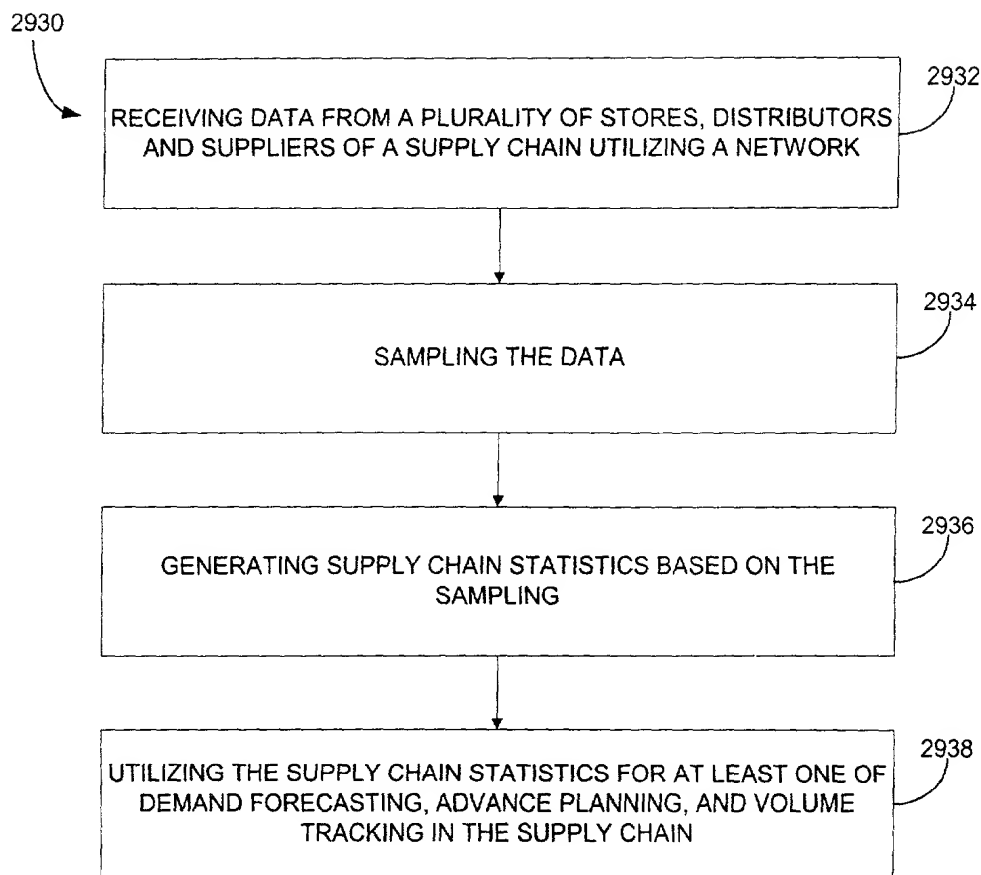 2930
2932
RECEIVING DATA FROM A PLURALITY OF STORES, DISTRIBUTORS
AND SUPPLIERS OF A SUPPLY CHAIN UTILIZING A NETWORK
2934
SAMPLING THE DATA
2936
GENERATING SUPPLY CHAIN STATISTICS BASED ON THE
SAMPLING
2938
UTILIZING THE SUPPLY CHAIN STATISTICS FOR AT LEAST ONE OF
DEMAND FORECASTING, ADVANCE PLANNING, AND VOLUME
TRACKING IN THE SUPPLY CHAIN